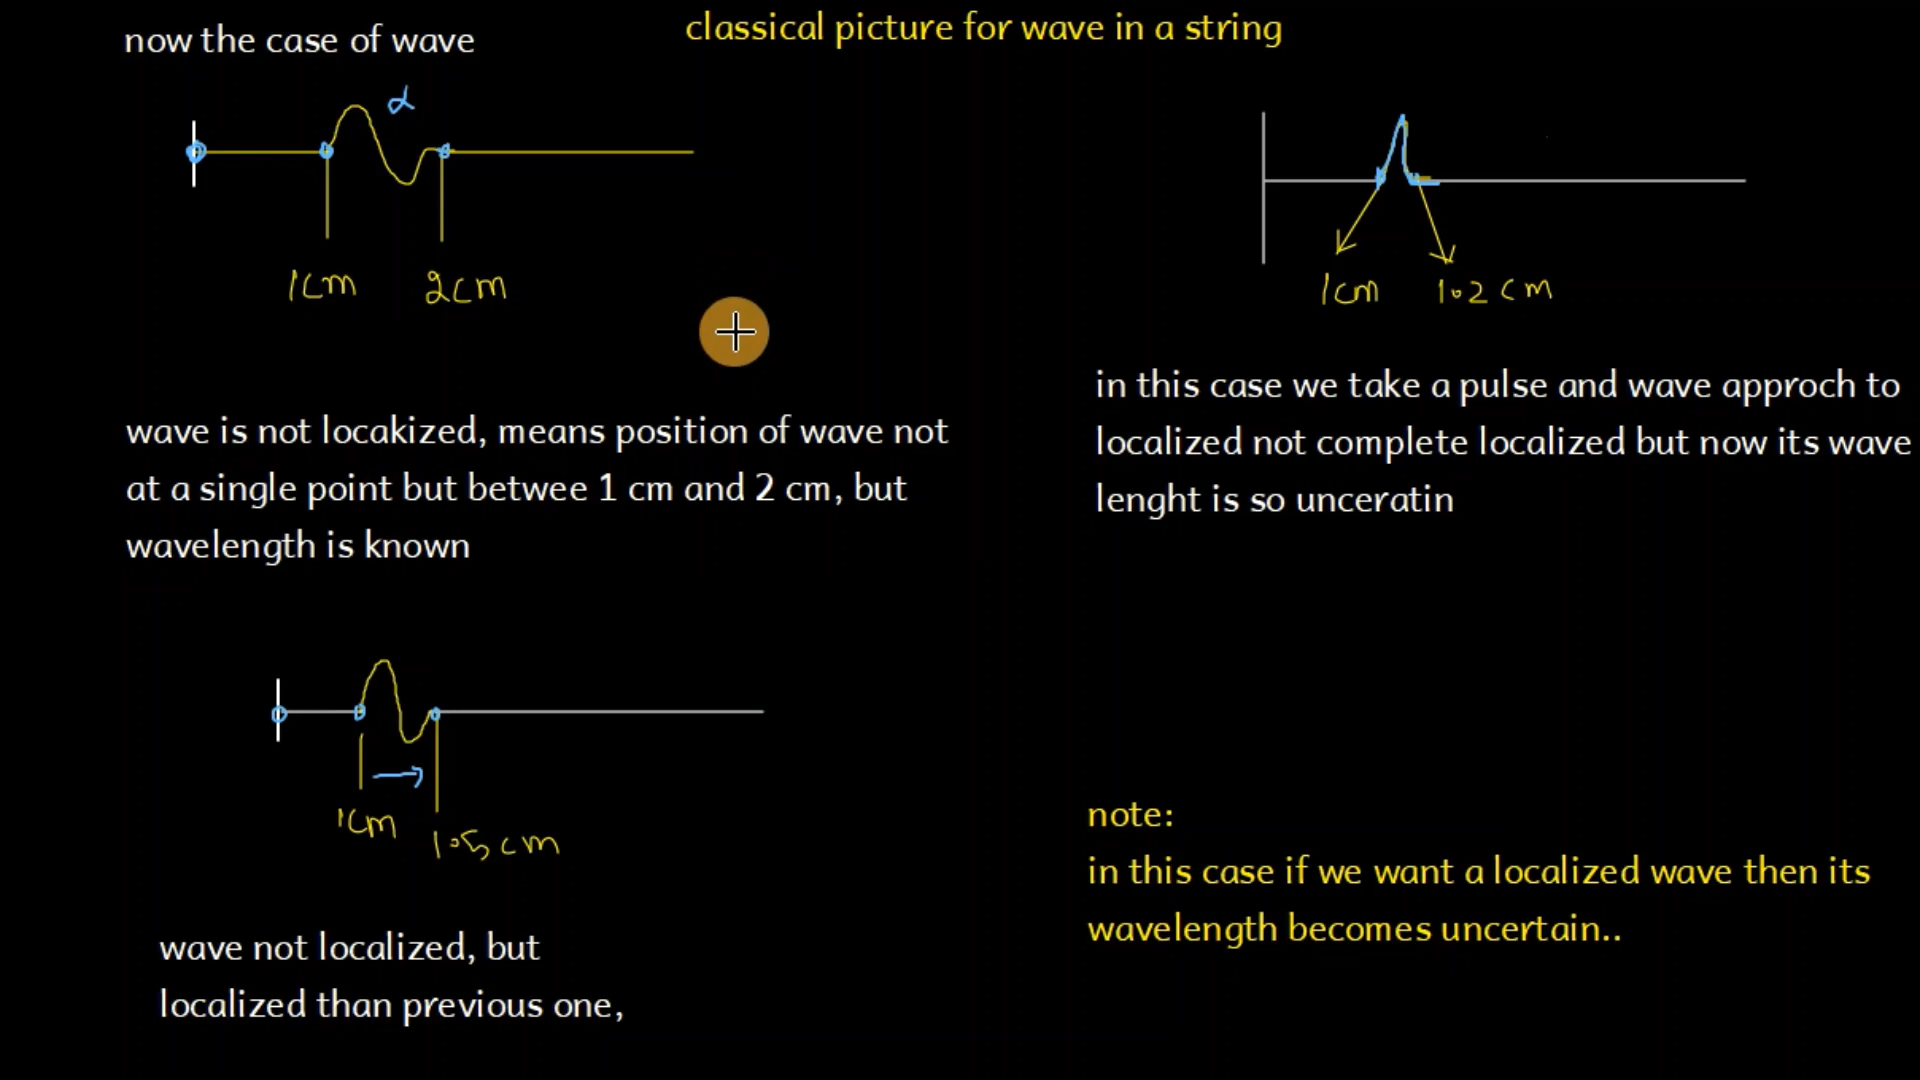 now the case of wave
classical picture for wave in a string
α
1cm
2cm
wave is not locakized, means position of wave not
at a single point but betwee 1 cm and 2 cm, but
wavelength is known
1cm
1.2 cm
in this case we take a pulse and wave approch to
localized not complete localized but now its wave
lenght is so unceratin
1cm
1.5 cm
wave not localized, but
localized than previous one,
note:
in this case if we want a localized wave then its
wavelength becomes uncertain..